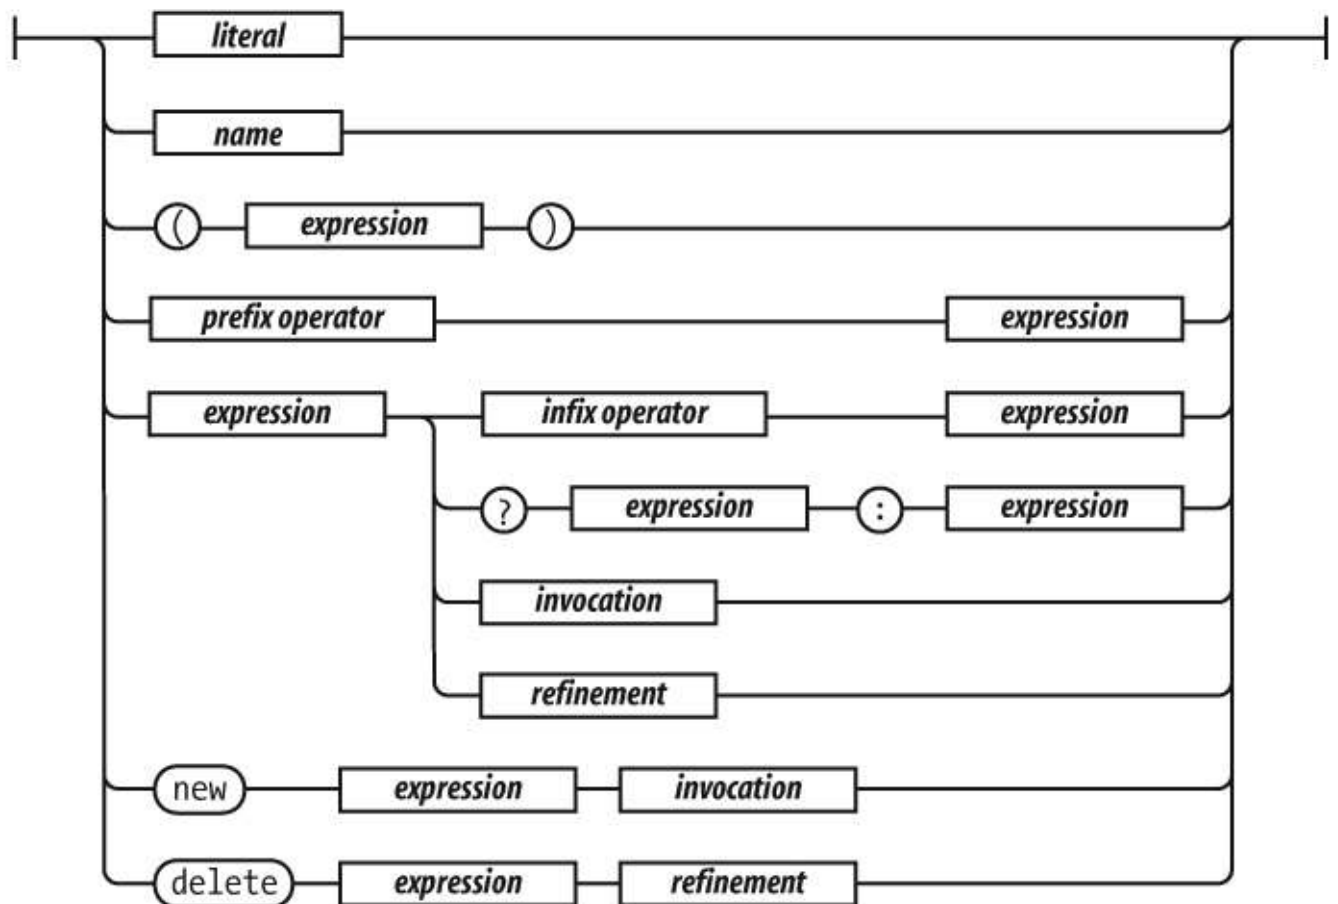 literal
name
( expression )
prefix operator expression
expression infix operator expression
? expression : expression
invocation
refinement
new expression invocation
delete expression refinement